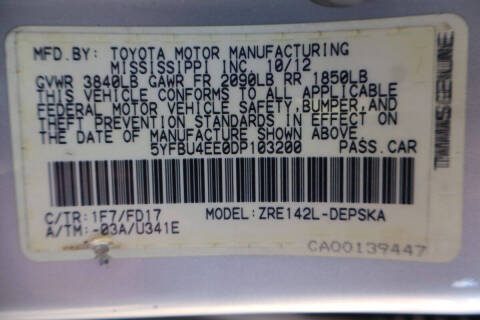 MFD.BY: TOYOTA MOTOR MANUFACTURING
MISSISSIPPI INC. 10/12
GVWR 3840LB GAWR FR 2090LB RR 1850LB
THIS VEHICLE CONFORMS TO ALL APPLICABLE
FEDERAL MOTOR VEHICLE SAFETY,BUMPER,AND
THEFT PREVENTION STANDARDS IN EFFECT ON
THE DATE OF MANUFACTURE SHOWN ABOVE.
5YFBU4EE0DP103200 PASS.CAR
C/TR:1F7/FD17 MODEL:ZRE142L-DEPSKA
A/TM:-03A/U341E
CA00139447